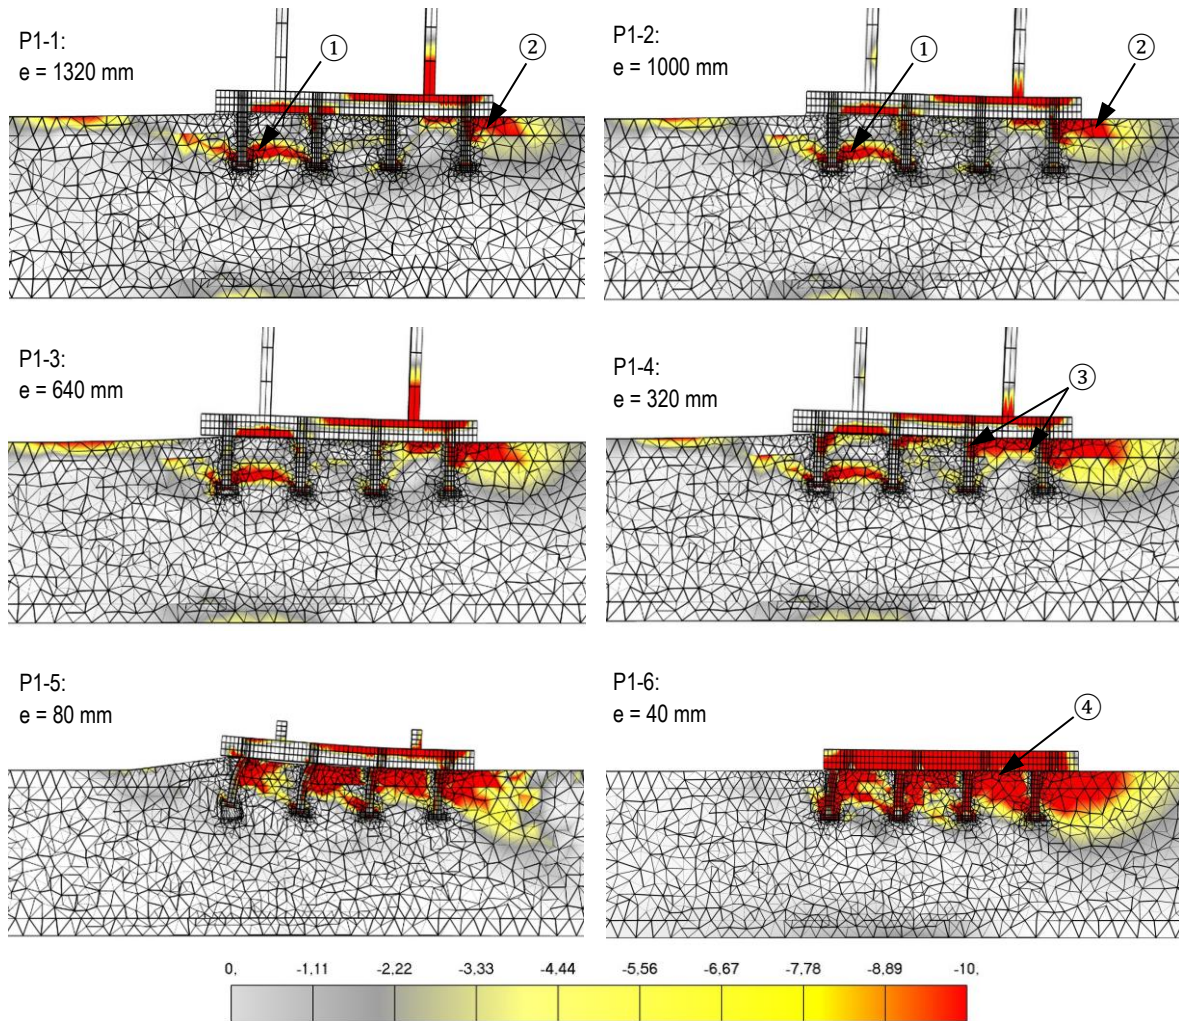 P1-1:
e = 1320 mm
①
②
P1-2:
e = 1000 mm
①
②
P1-3:
e = 640 mm
P1-4:
e = 320 mm
③
P1-5:
e = 80 mm
P1-6:
e = 40 mm
④
0, -1,11 -2,22 -3,33 -4,44 -5,56 -6,67 -7,78 -8,89 -10,